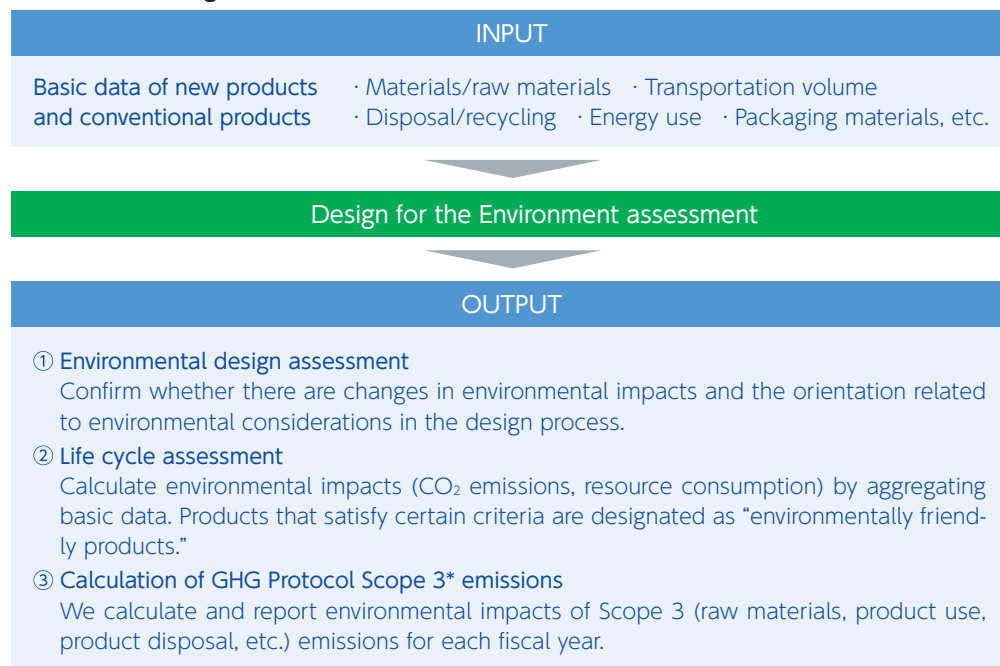 INPUT
Basic data of new products · Materials/raw materials · Transportation volume
and conventional products · Disposal/recycling · Energy use · Packaging materials, etc.
Design for the Environment assessment
OUTPUT
① Environmental design assessment
Confirm whether there are changes in environmental impacts and the orientation related
to environmental considerations in the design process.
② Life cycle assessment
Calculate environmental impacts (CO₂ emissions, resource consumption) by aggregating
basic data. Products that satisfy certain criteria are designated as “environmentally friend-
ly products.”
③ Calculation of GHG Protocol Scope 3* emissions
We calculate and report environmental impacts of Scope 3 (raw materials, product use,
product disposal, etc.) emissions for each fiscal year.